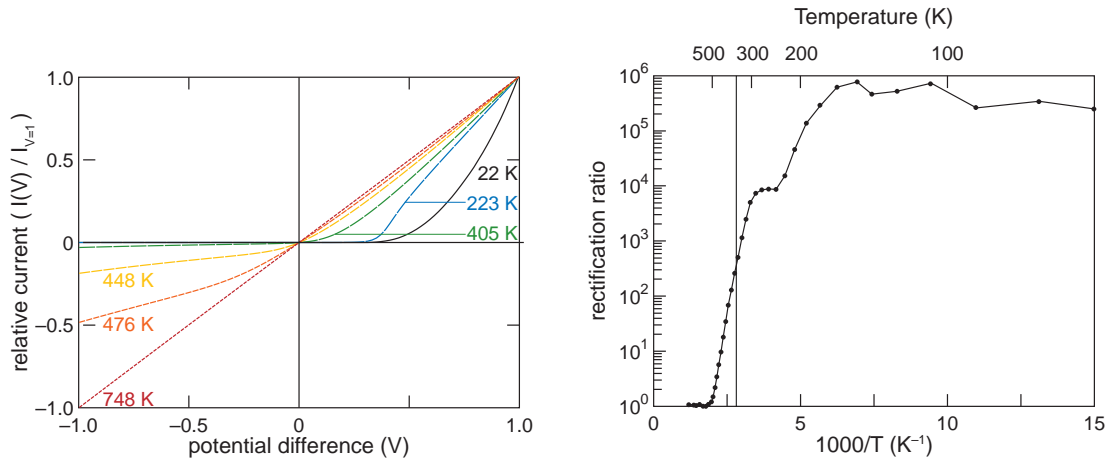 relative current ( I(V) / I_{V=1} )
1.0
0.5
0
−0.5
−1.0
22 K
223 K
405 K
448 K
476 K
748 K
−1.0 −0.5 0 0.5 1.0
potential difference (V)
Temperature (K)
500 300 200 100
rectification ratio
10^6
10^5
10^4
10^3
10^2
10^1
10^0
0 5 10 15
1000/T (K^{−1})